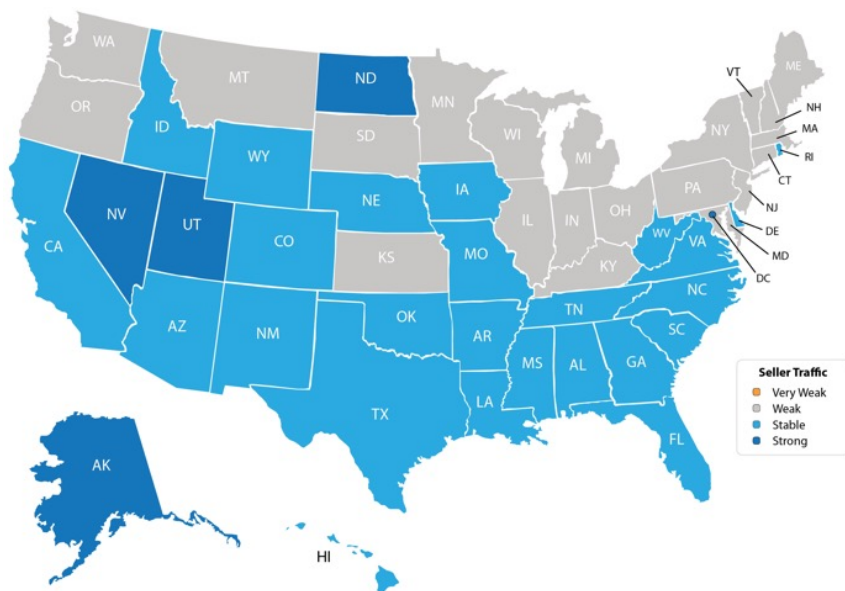 WA
MT
ND
MN
VT
ME
OR
ID
SD
WI
NH
MA
WY
MI
NY
RI
CT
NE
IA
PA
NJ
NV
UT
CO
IL
IN
OH
DE
CA
WV
VA
MD
KS
MO
KY
DC
NC
AZ
NM
OK
TN
AR
SC
MS
AL
GA
TX
LA
FL
Seller Traffic
Very Weak
Weak
Stable
Strong
AK
HI